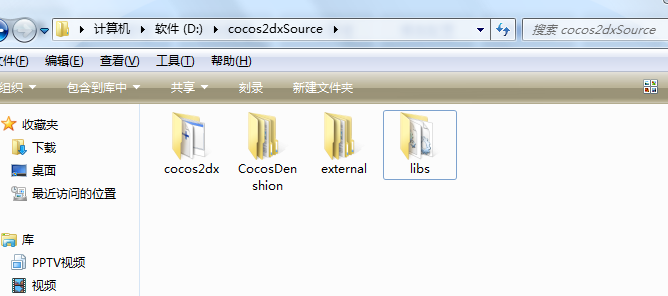 计算机 软件 (D:) cocos2dxSource 搜索 cocos2dxSource
文件(F) 编辑(E) 查看(V) 工具(T) 帮助(H)
组织 包含到库中 共享 刻录 新建文件夹
收藏夹
下载
桌面
最近访问的位置
库
PPTV视频
视频
cocos2dx CocosDenshion external libs